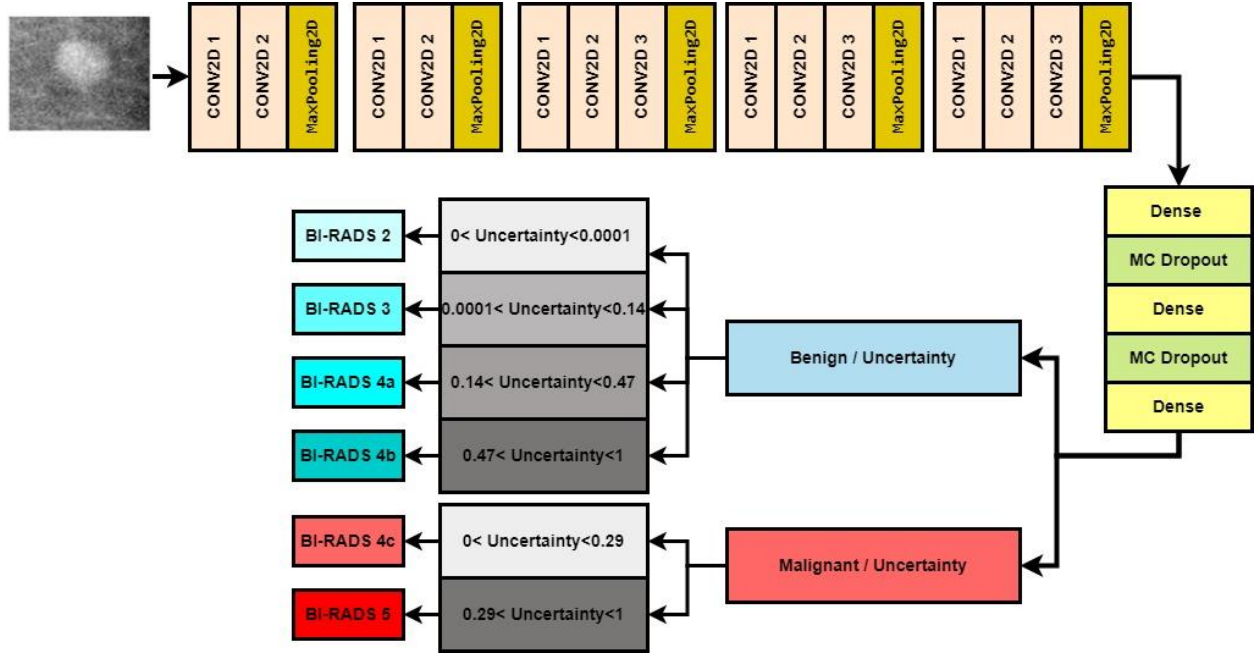 CONV2D 1
CONV2D 2
MaxPooling2D
CONV2D 1
CONV2D 2
MaxPooling2D
CONV2D 1
CONV2D 2
CONV2D 3
MaxPooling2D
CONV2D 1
CONV2D 2
CONV2D 3
MaxPooling2D
CONV2D 1
CONV2D 2
CONV2D 3
MaxPooling2D
Dense
MC Dropout
Dense
MC Dropout
Dense
Benign / Uncertainty
Malignant / Uncertainty
0< Uncertainty<0.0001
0.0001< Uncertainty<0.14
0.14< Uncertainty<0.47
0.47< Uncertainty<1
0< Uncertainty<0.29
0.29< Uncertainty<1
BI-RADS 2
BI-RADS 3
BI-RADS 4a
BI-RADS 4b
BI-RADS 4c
BI-RADS 5